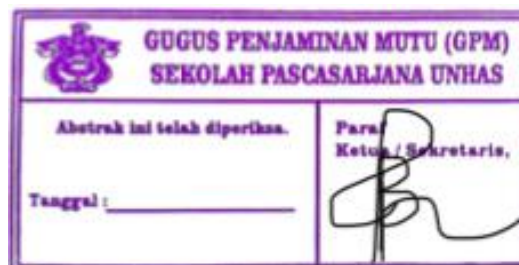 GUGUS PENJAMINAN MUTU (GPM)
SEKOLAH PASCASARJANA UNHAS
Abstrak ini telah diperiksa.
Tanggal :
Paraf
Ketua / Sekretaris,